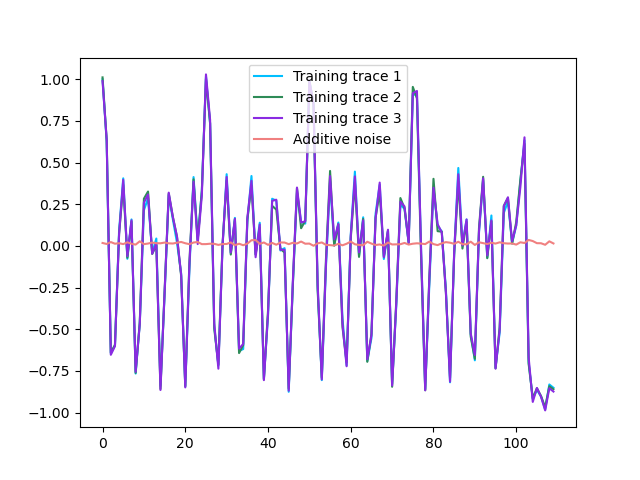 Training trace 1
Training trace 2
Training trace 3
Additive noise
1.00
0.75
0.50
0.25
0.00
−0.25
−0.50
−0.75
−1.00
0 20 40 60 80 100